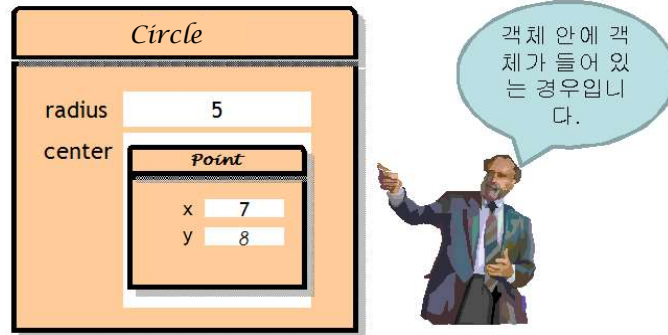 Circle
radius 5
center
Point
x 7
y 8
객체 안에 객
체가 들어 있
는 경우입니
다.